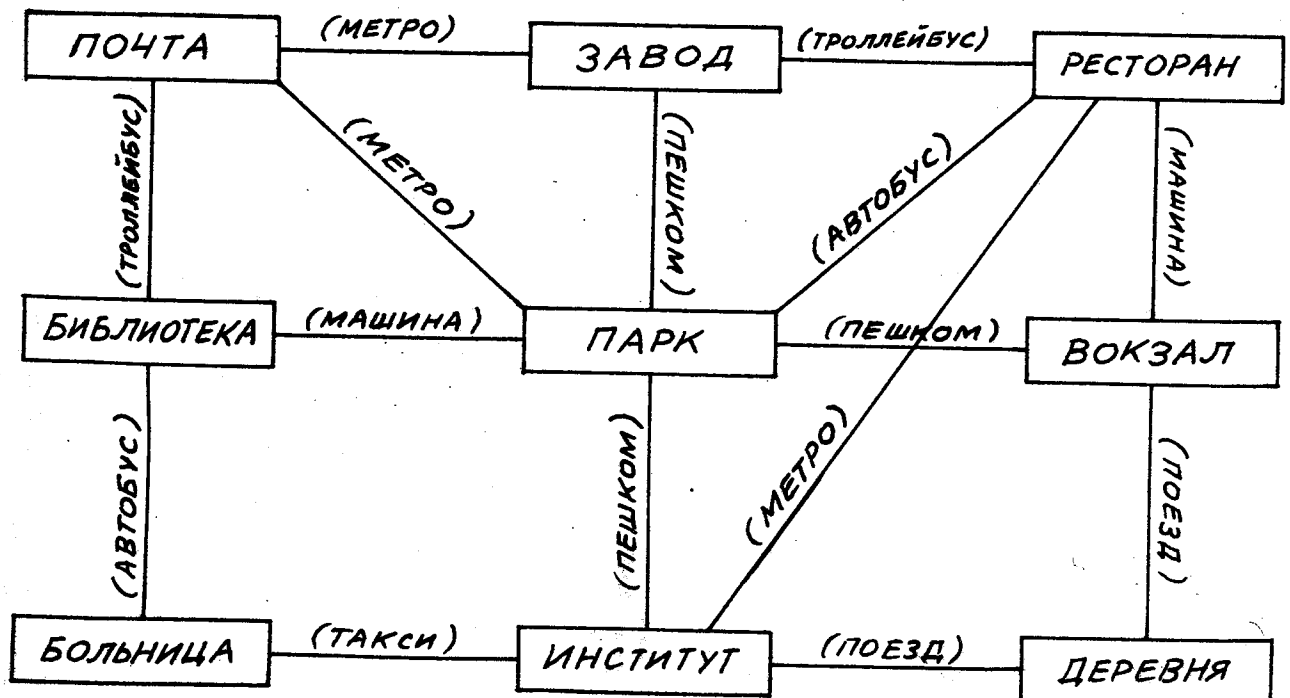 ПОЧТА (МЕТРО) ЗАВОД (ТРОЛЛЕЙБУС) РЕСТОРАН
(ТРОЛЛЕЙБУС) (МЕТРО) (ПЕШКОМ) (АВТОБУС) (МАШИНА)
БИБЛИОТЕКА (МАШИНА) ПАРК (ПЕШКОМ) ВОКЗАЛ
(АВТОБУС) (ПЕШКОМ) (МЕТРО) (ПОЕЗД)
БОЛЬНИЦА (ТАКСИ) ИНСТИТУТ (ПОЕЗД) ДЕРЕВНЯ